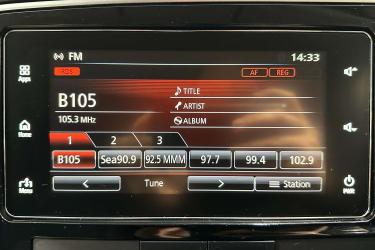 FM 14:33
RDS AF REG
Apps
B105
TITLE
105.3 MHz
ARTIST
ALBUM
Home
1 2 3
B105 Sea90.9 92.5 MMM 97.7 99.4 102.9
Tune Station
Menu
PWR